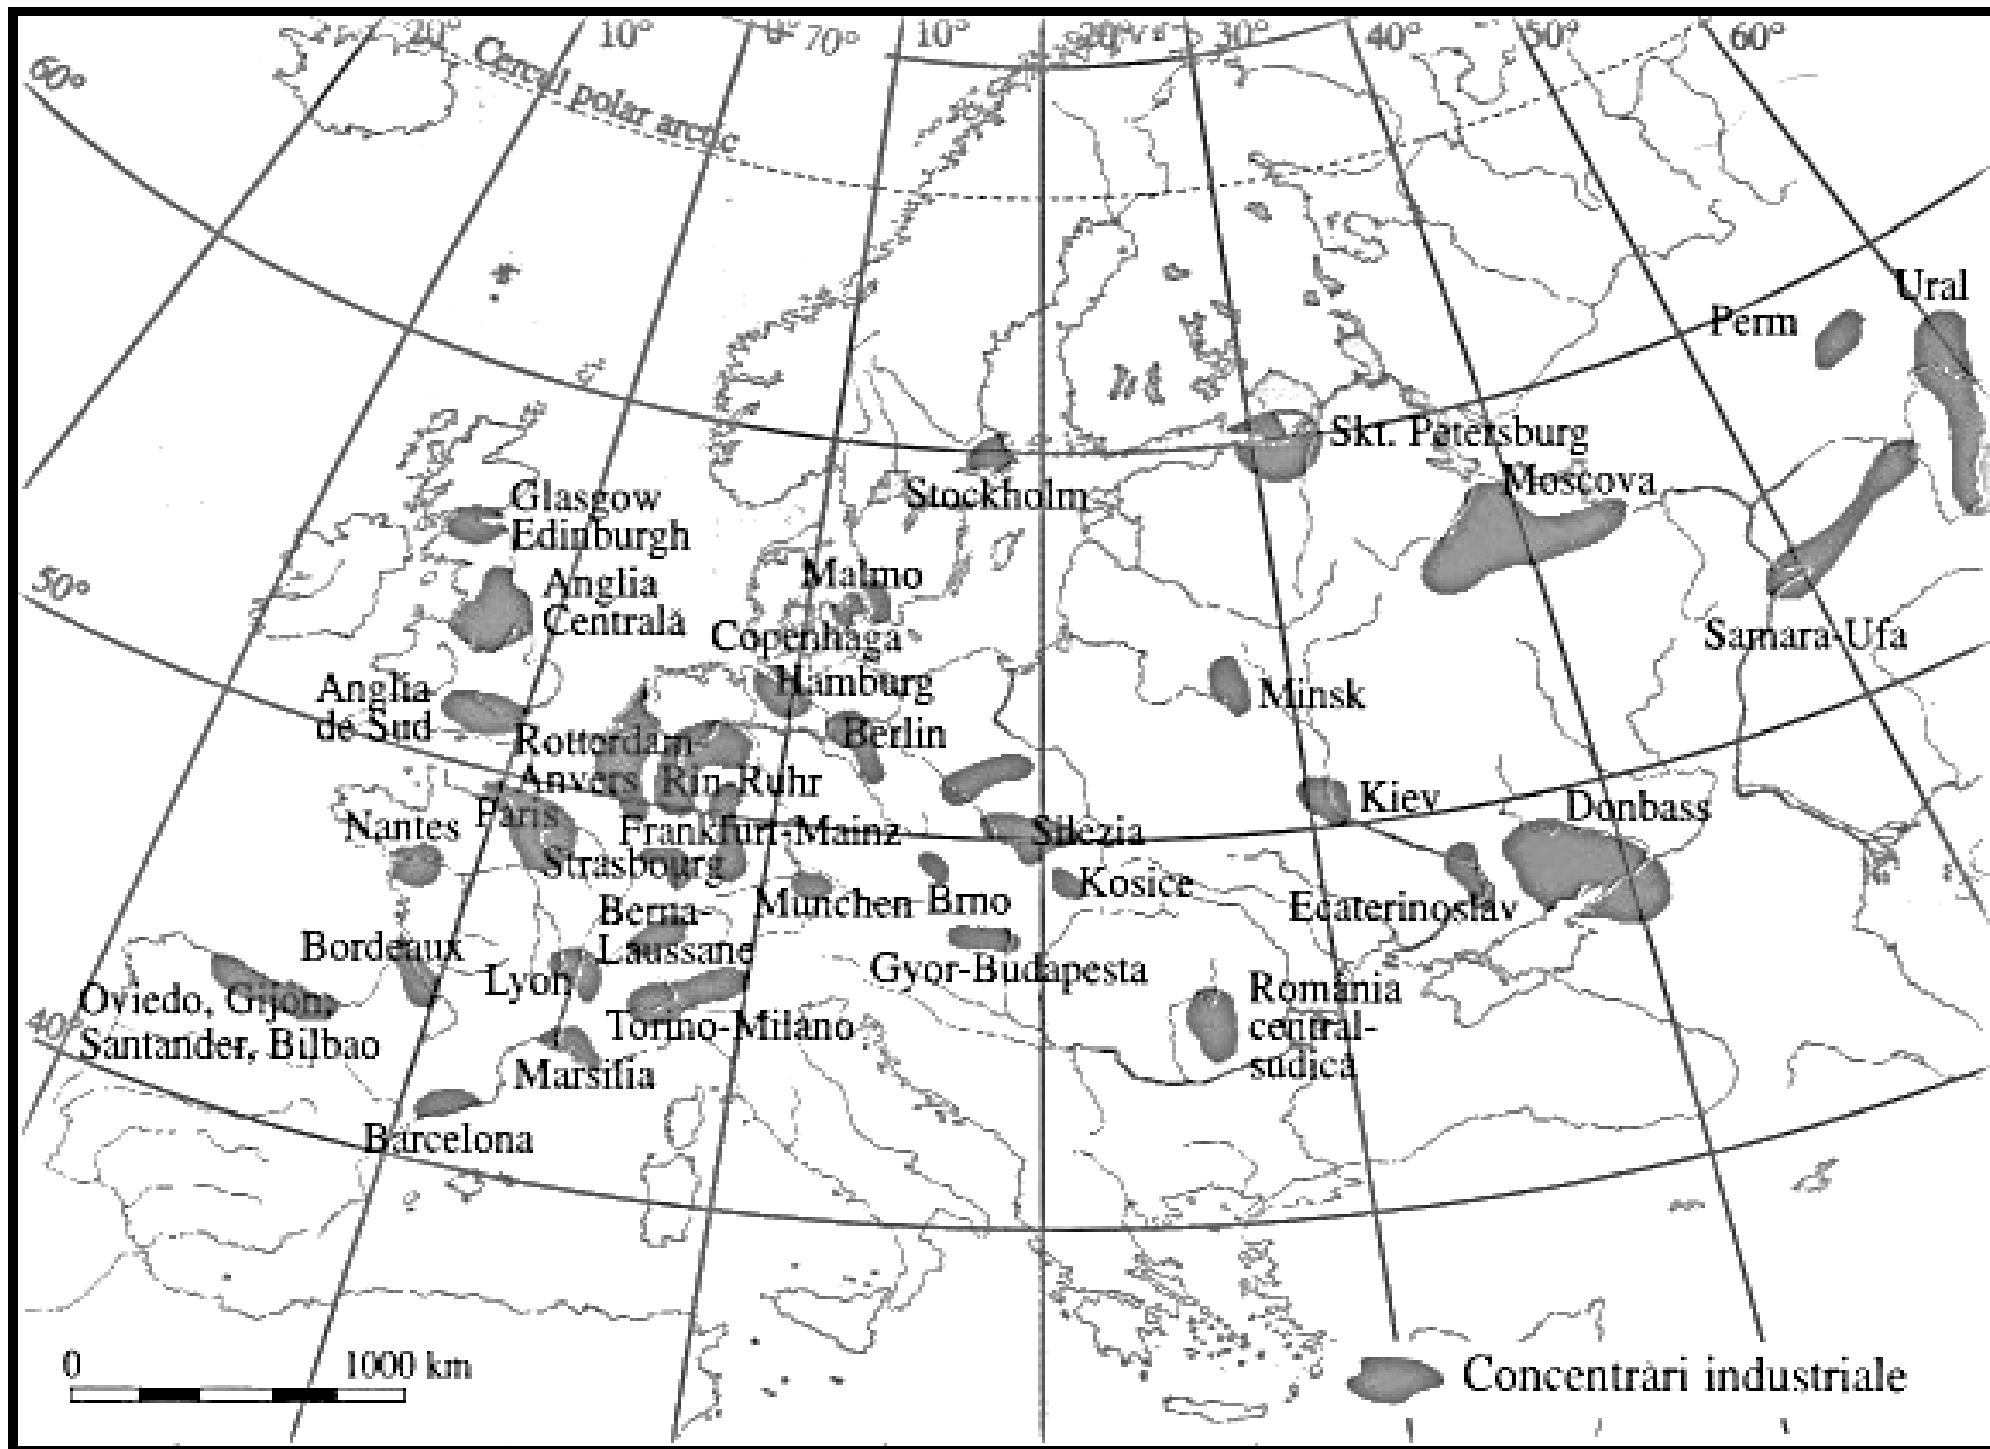 20°
10°
0°
70°
10°
20°
30°
40°
50°
60°
60°
Cercul polar arctic
Ural
Perm
Skt. Petersburg
Moscova
Stockholm
Glasgow
Edinburgh
50°
Anglia
Centrală
Malmo
Copenhaga
Samara-Ufa
Anglia
de Sud
Hamburg
Minsk
Berlin
Rotterdam-
Anvers
Rin-Ruhr
Kiev
Donbass
Paris
Nantes
Frankfurt-Mainz
Silezia
Strasbourg
Kosice
Munchen
Brno
Ecaterinoslav
Berna-
Laussane
Bordeaux
Lyon
Gyor-Budapesta
România
central-
sudică
Oviedo, Gijon,
Santander, Bilbao
40°
Torino-Milano
Marsilia
Barcelona
0
1000 km
Concentrări industriale